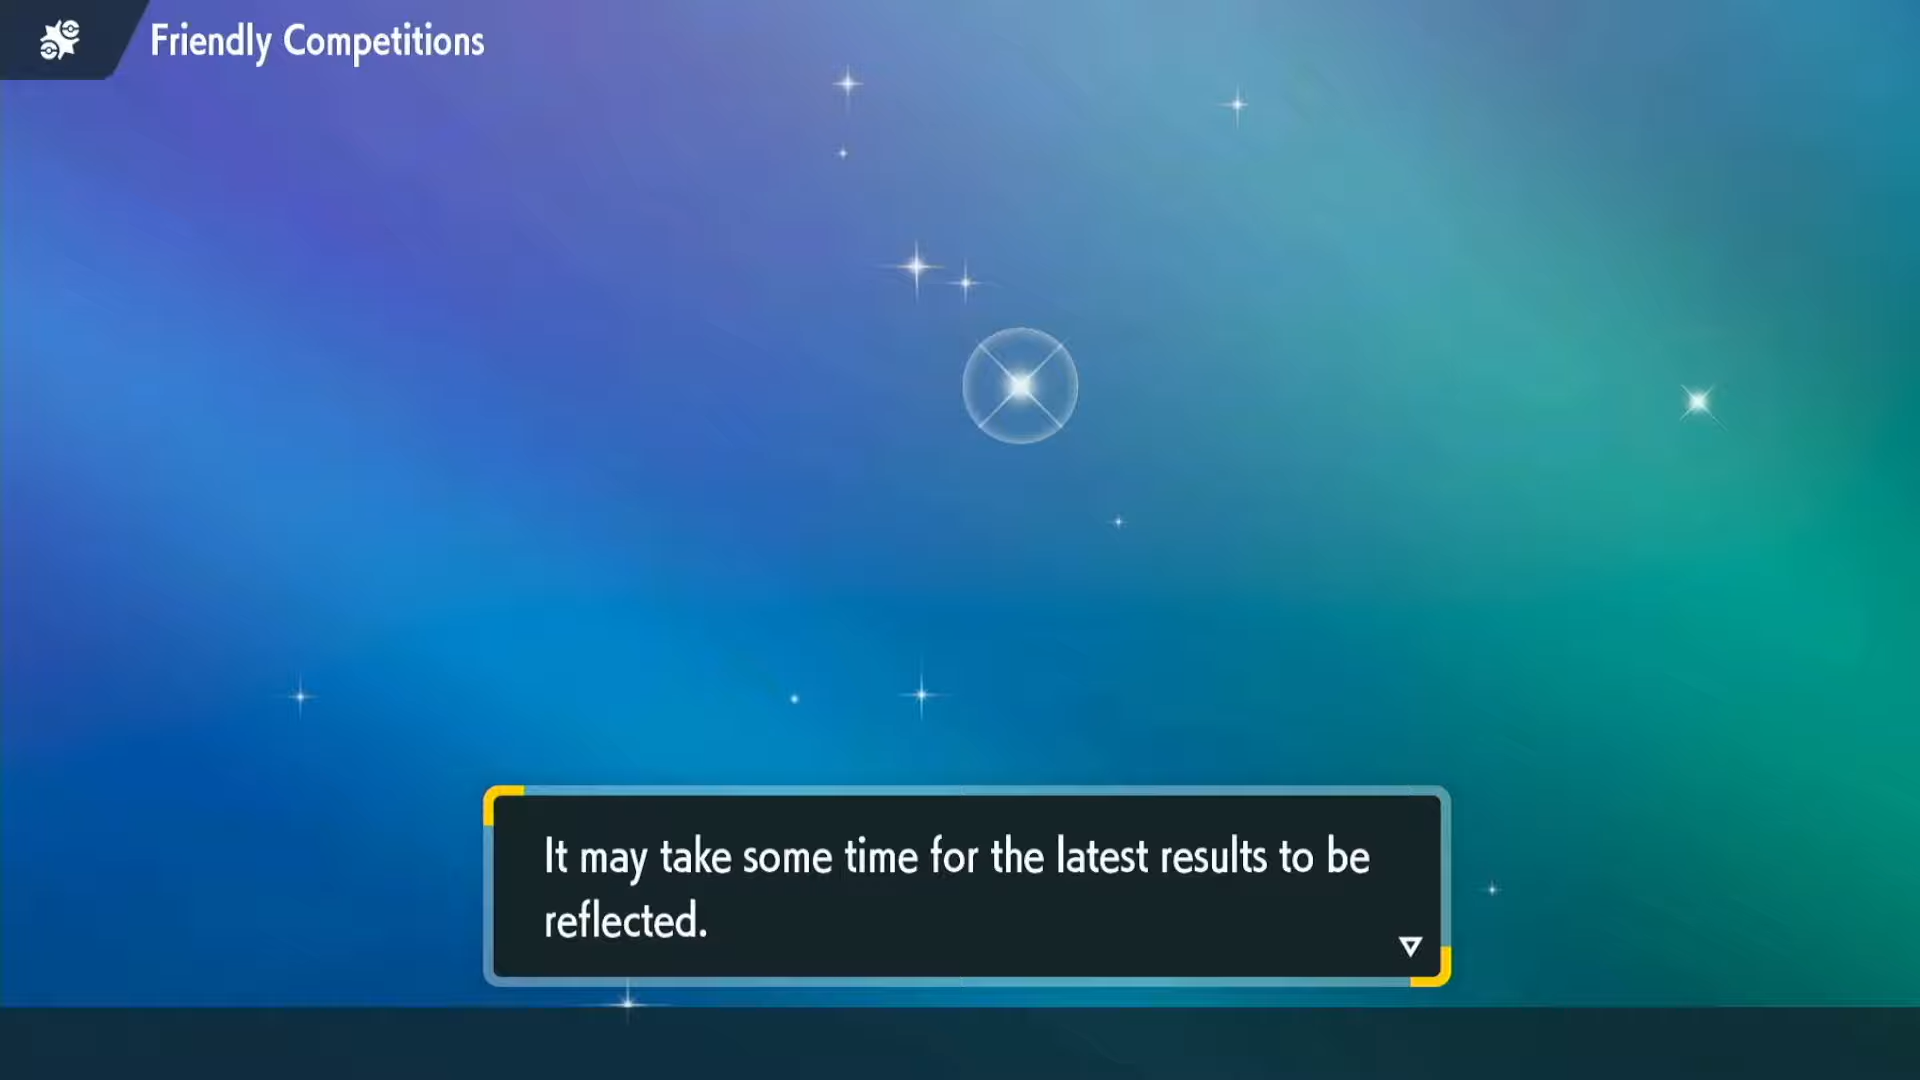 Friendly Competitions
It may take some time for the latest results to be
reflected.